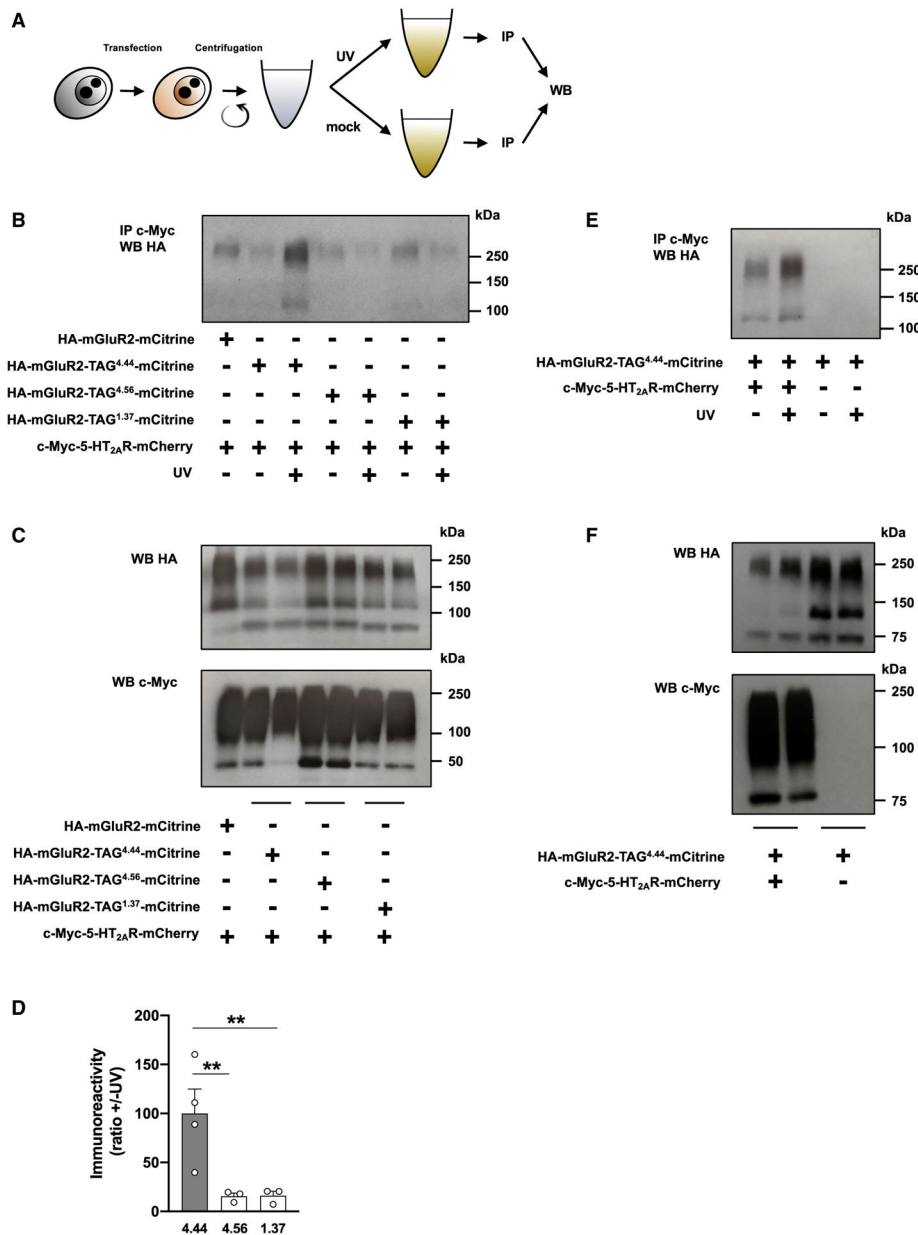 A
Transfection
Centrifugation
UV
mock
IP
IP
WB
B
IP c-Myc
WB HA
kDa
250
150
100
HA-mGluR2-mCitrine + - - - - - -
HA-mGluR2-TAG4.44-mCitrine - + + - - - -
HA-mGluR2-TAG4.56-mCitrine - - - + + - -
HA-mGluR2-TAG1.37-mCitrine - - - - - + +
c-Myc-5-HT2AR-mCherry + + + + + + +
UV - - + - + - +
E
IP c-Myc
WB HA
kDa
250
150
100
HA-mGluR2-TAG4.44-mCitrine + + + +
c-Myc-5-HT2AR-mCherry + + - -
UV - + - +
C
WB HA
kDa
250
150
100
WB c-Myc
kDa
250
100
50
HA-mGluR2-mCitrine + - - -
HA-mGluR2-TAG4.44-mCitrine - + - -
HA-mGluR2-TAG4.56-mCitrine - - + -
HA-mGluR2-TAG1.37-mCitrine - - - +
c-Myc-5-HT2AR-mCherry + + + +
F
WB HA
kDa
250
150
75
WB c-Myc
kDa
250
100
75
HA-mGluR2-TAG4.44-mCitrine + +
c-Myc-5-HT2AR-mCherry + -
D
Immunoreactivity
(ratio +/-UV)
200
150
100
50
0
**
**
4.44 4.56 1.37